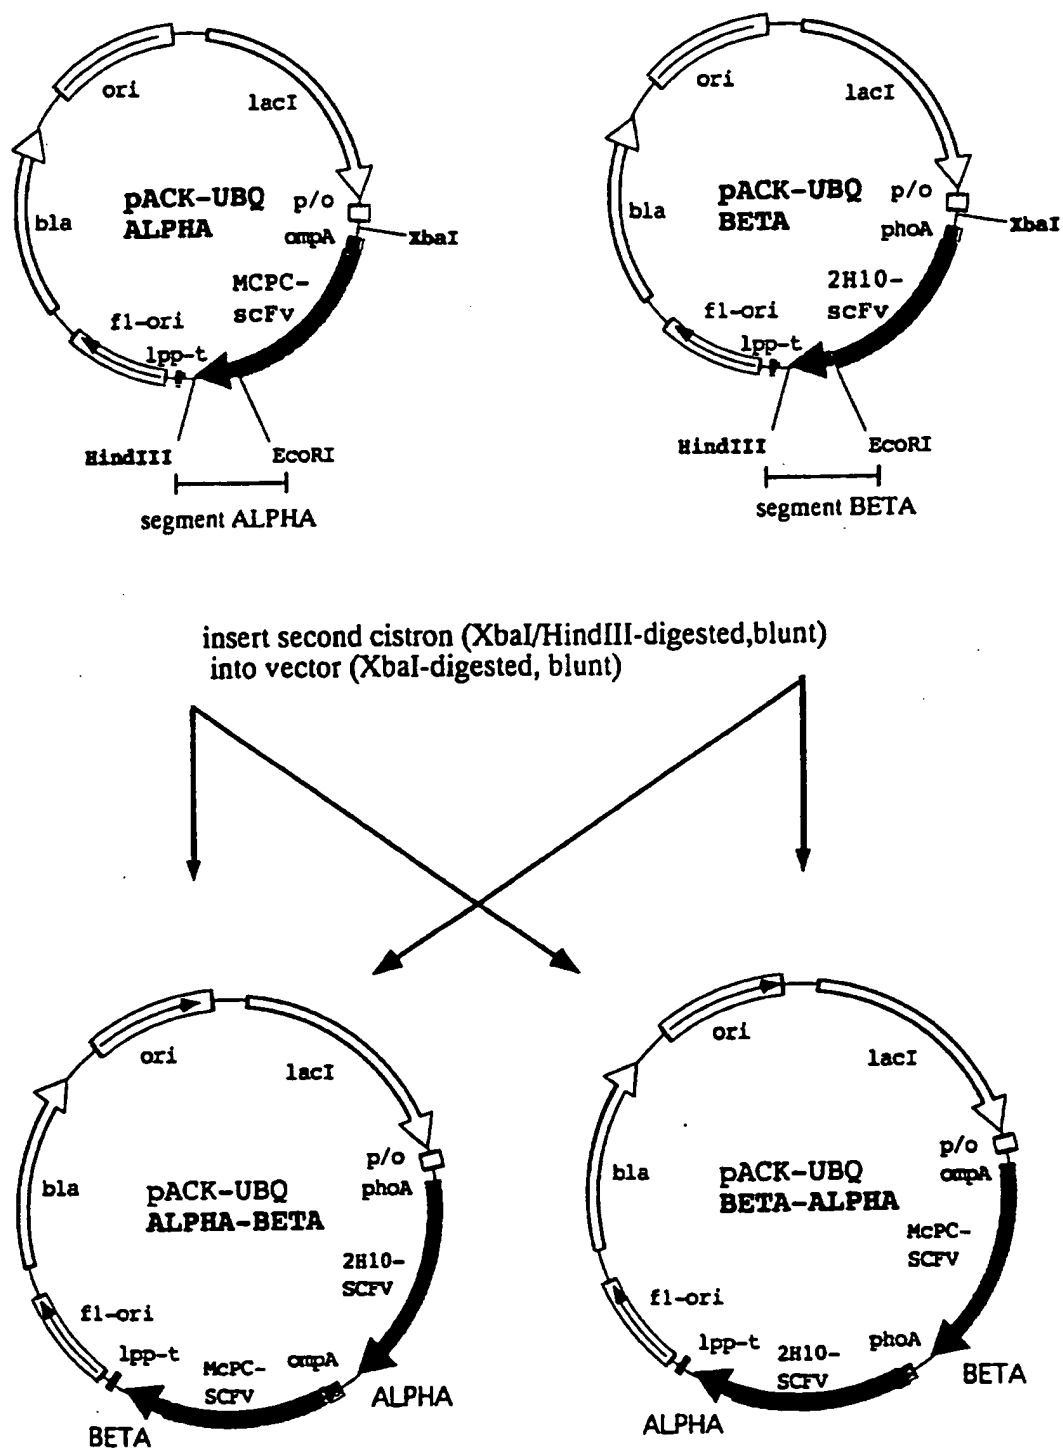 ori
lacI
pACK-UBQ
ALPHA
p/o
ompA
XbaI
bla
MCPC-
scFv
fl-ori
lpp-t
HindIII
EcoRI
segment ALPHA
ori
lacI
pACK-UBQ
BETA
p/o
phoA
XbaI
bla
2H10-
scFv
fl-ori
lpp-t
HindIII
EcoRI
segment BETA
insert second cistron (XbaI/HindIII-digested,blunt)
into vector (XbaI-digested, blunt)
ori
lacI
p/o
phoA
bla
pACK-UBQ
ALPHA-BETA
2H10-
SCFV
fl-ori
lpp-t
McPC-
SCFV
ompA
ALPHA
BETA
ori
lacI
p/o
ompA
bla
pACK-UBQ
BETA-ALPHA
McPC-
SCFV
fl-ori
lpp-t
2H10-
SCFV
phoA
BETA
ALPHA